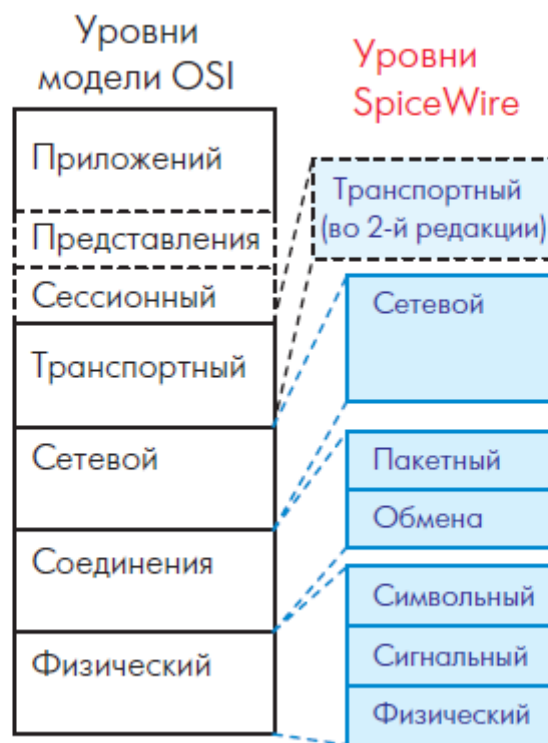 Уровни
модели OSI
Приложений
Представления
Сессионный
Транспортный
Сетевой
Соединения
Физический
Уровни
SpiceWire
Транспортный
(во 2-й редакции)
Сетевой
Пакетный
Обмена
Символьный
Сигнальный
Физический